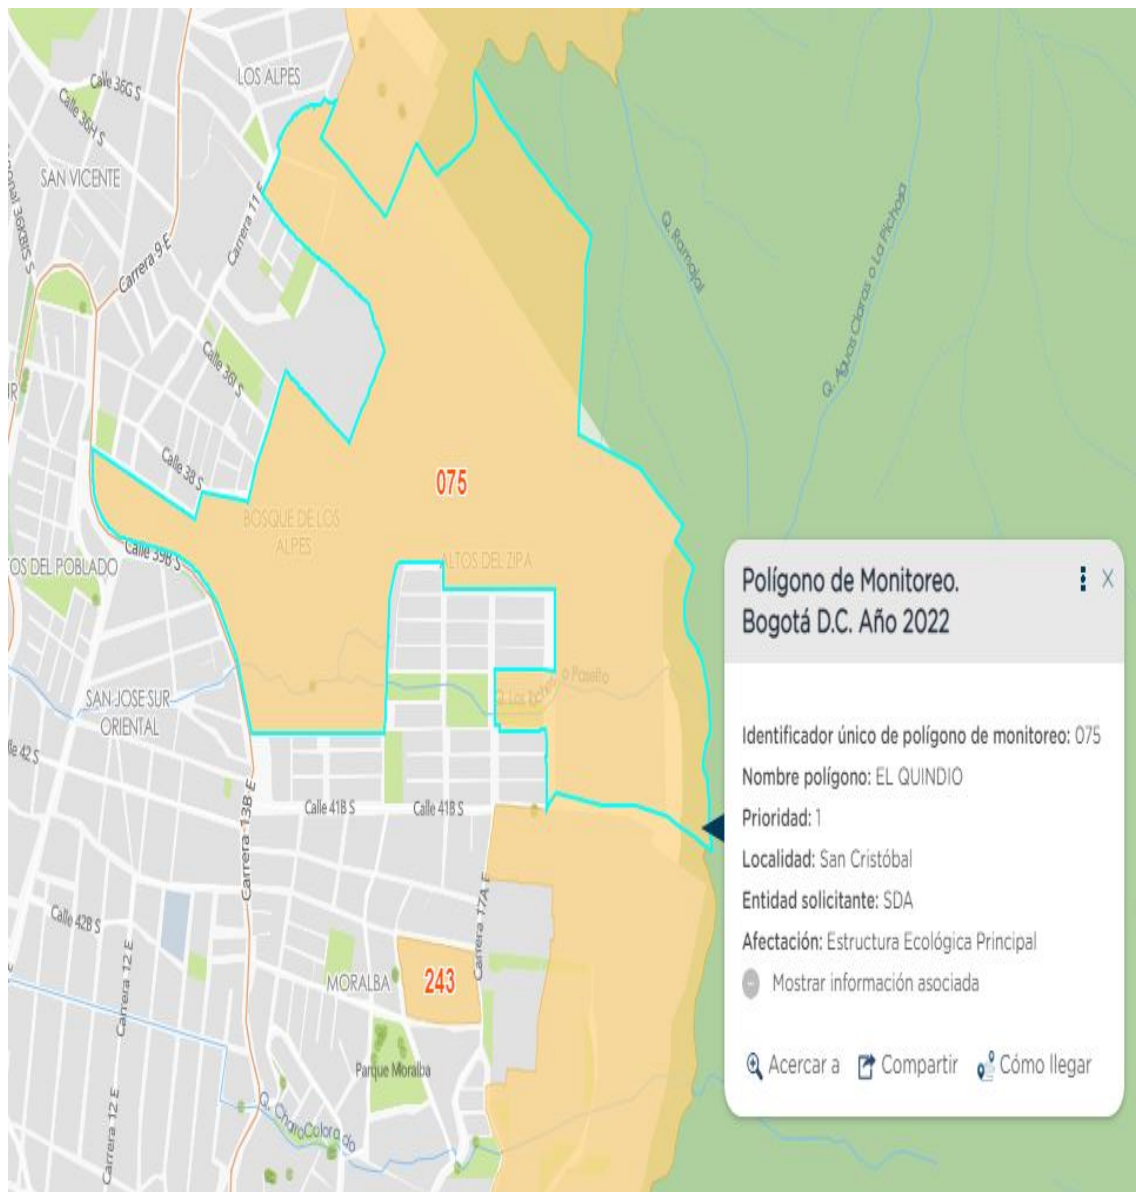 LOS ALPES
Calle 36G S
Calle 36H S
SAN VICENTE
Carrera 11 E
Carrera 9 E
Q. Ramajal
Q. Aguas Claras o La Pichosa
Calle 36I S
Calle 38 S
075
BOSQUE DE LOS
ALPES
Calle 39B S
ALTOS DEL ZIPA
OS DEL POBLADO
SAN JOSE SUR
ORIENTAL
Calle 41B S
Calle 41B S
Carrera 13B E
Carrera 17A E
Calle 42B S
Carrera 12 E
Carrera 12 E
MORALBA
243
Parque Moralba
Q. ChoroColorado
Polígono de Monitoreo.
Bogotá D.C. Año 2022
Identificador único de polígono de monitoreo: 075
Nombre polígono: EL QUINDIO
Prioridad: 1
Localidad: San Cristóbal
Entidad solicitante: SDA
Afectación: Estructura Ecológica Principal
Mostrar información asociada
Acercar a Compartir Cómo llegar